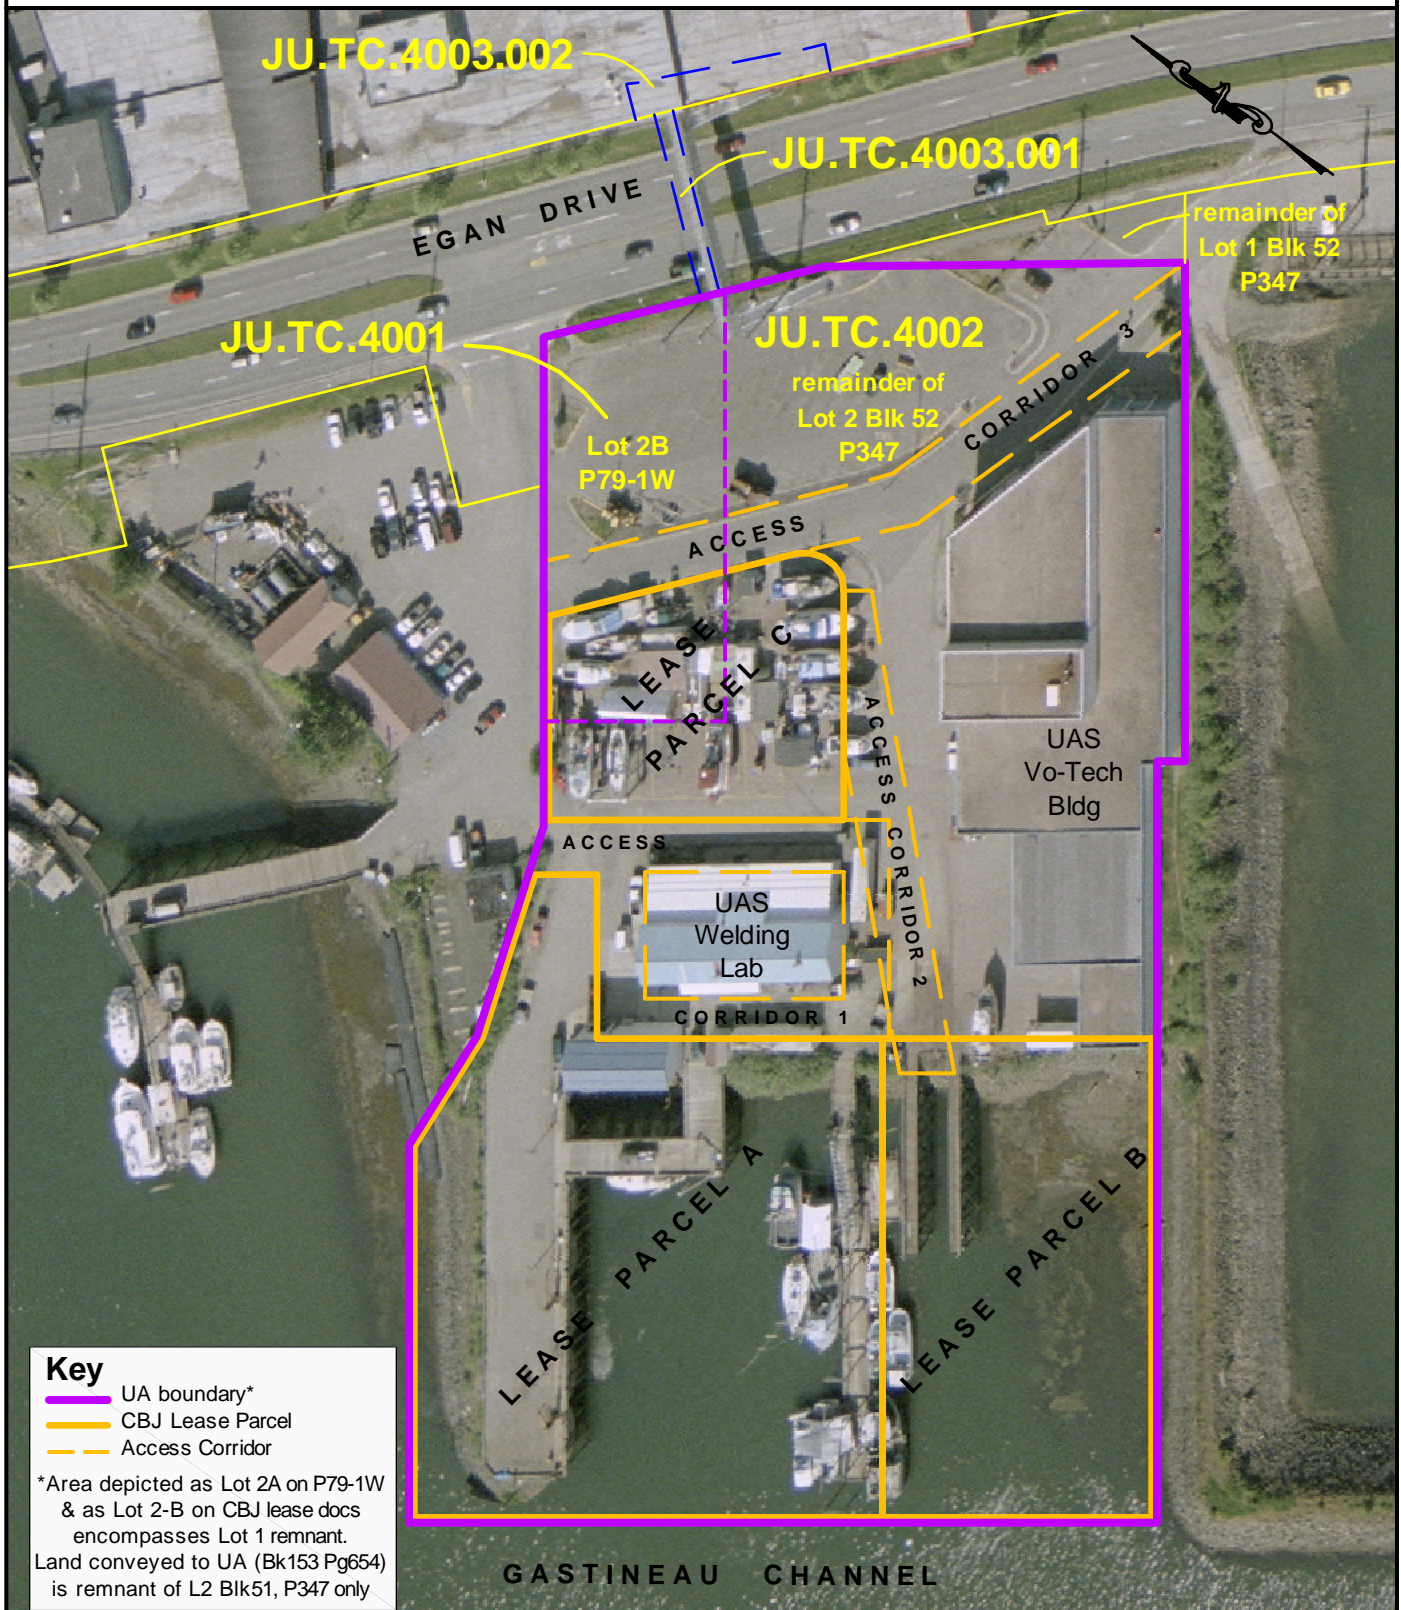 JU.TC.4003.002
JU.TC.4003.001
EGAN DRIVE
remainder of
Lot 1 Blk 52
P347
JU.TC.4001
JU.TC.4002
remainder of
Lot 2 Blk 52
P347
Lot 2B
P79-1W
CORRIDOR 3
ACCESS
LEASE
PARCEL C
ACCESS CORRIDOR 2
UAS
Vo-Tech
Bldg
ACCESS
UAS
Welding
Lab
CORRIDOR 1
LEASE PARCEL A
LEASE PARCEL B
Key
UA boundary*
CBJ Lease Parcel
Access Corridor
*Area depicted as Lot 2A on P79-1W
& as Lot 2-B on CBJ lease docs
encompasses Lot 1 remnant.
Land conveyed to UA (Bk153 Pg654)
is remnant of L2 Blk51, P347 only
GASTINEAU CHANNEL